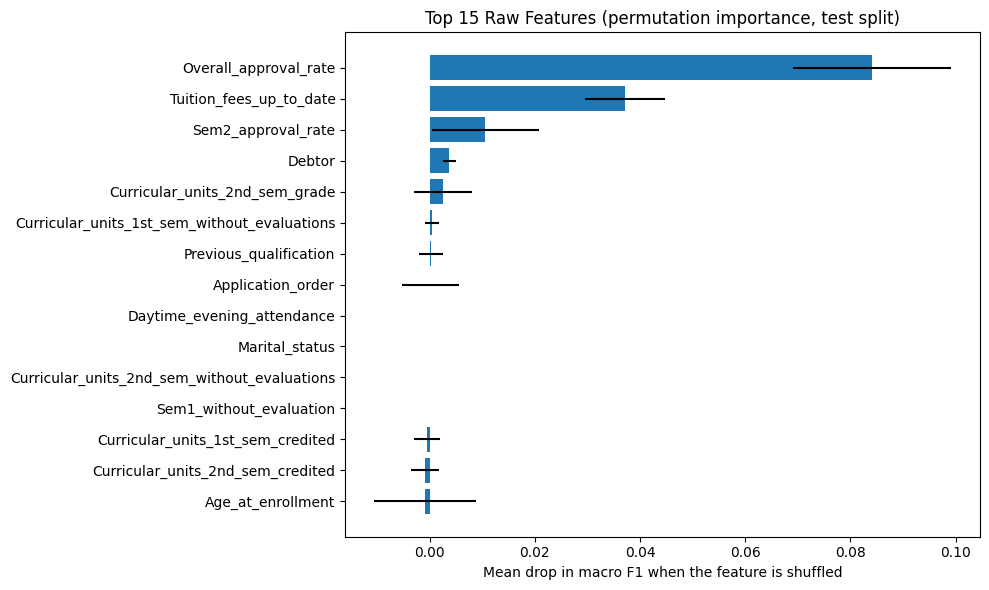 Top 15 Raw Features (permutation importance, test split)
Overall_approval_rate
Tuition_fees_up_to_date
Sem2_approval_rate
Debtor
Curricular_units_2nd_sem_grade
Curricular_units_1st_sem_without_evaluations
Previous_qualification
Application_order
Daytime_evening_attendance
Marital_status
Curricular_units_2nd_sem_without_evaluations
Sem1_without_evaluation
Curricular_units_1st_sem_credited
Curricular_units_2nd_sem_credited
Age_at_enrollment
0.00 0.02 0.04 0.06 0.08 0.10
Mean drop in macro F1 when the feature is shuffled